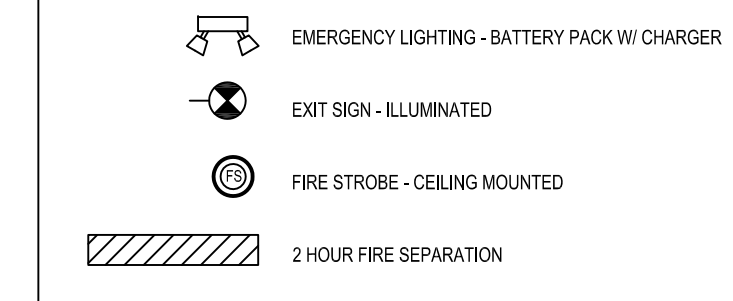 EMERGENCY LIGHTING - BATTERY PACK W/ CHARGER
EXIT SIGN - ILLUMINATED
FS FIRE STROBE - CEILING MOUNTED
2 HOUR FIRE SEPARATION